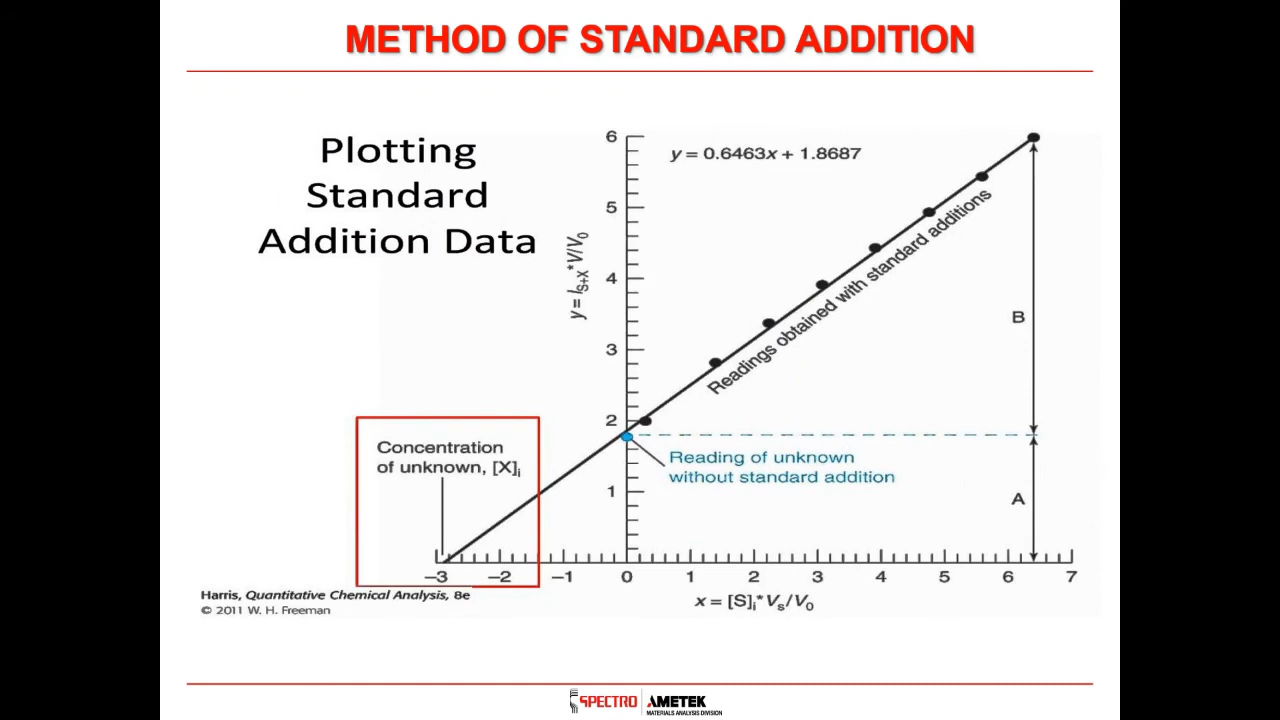 METHOD OF STANDARD ADDITION
Plotting
Standard
Addition Data
y = 0.6463x + 1.8687
y = I_{S+X}*V/V₀
6
5
4
3
2
1
Readings obtained with standard additions
B
A
Concentration
of unknown, [X]ᵢ
Reading of unknown
without standard addition
–3 –2 –1 0 1 2 3 4 5 6 7
x = [S]ᵢ*Vₛ/V₀
Harris, Quantitative Chemical Analysis, 8e
© 2011 W. H. Freeman
SPECTRO AMETEK
MATERIALS ANALYSIS DIVISION